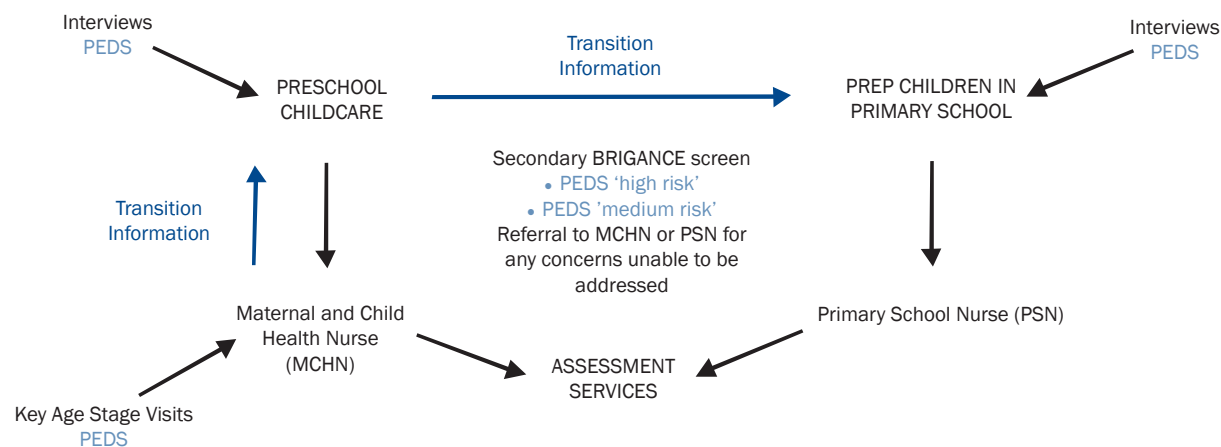 Interviews
PEDS
Transition
Information
Interviews
PEDS
PRESCHOOL
CHILDCARE
PREP CHILDREN IN
PRIMARY SCHOOL
Secondary BRIGANCE screen
• PEDS ‘high risk’
• PEDS ’medium risk’
Referral to MCHN or PSN for
any concerns unable to be
addressed
Transition
Information
Maternal and Child
Health Nurse
(MCHN)
Primary School Nurse (PSN)
ASSESSMENT
SERVICES
Key Age Stage Visits
PEDS